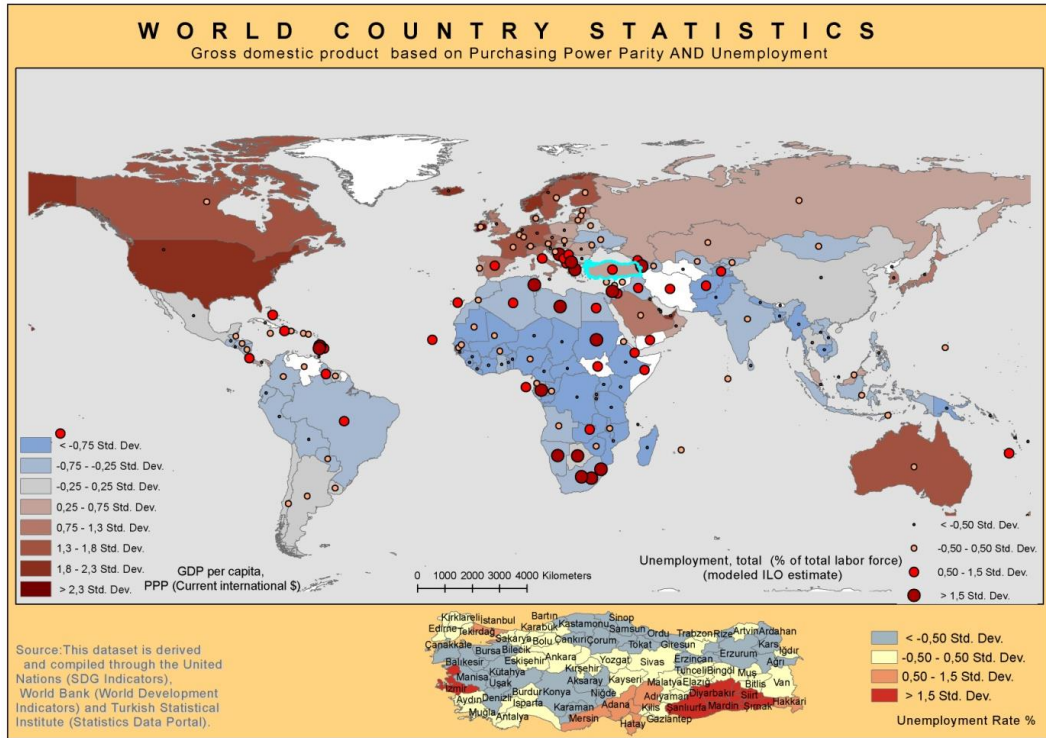 WORLD COUNTRY STATISTICS
Gross domestic product based on Purchasing Power Parity AND Unemployment
< -0,75 Std. Dev.
-0,75 - -0,25 Std. Dev.
-0,25 - 0,25 Std. Dev.
0,25 - 0,75 Std. Dev.
0,75 - 1,3 Std. Dev.
1,3 - 1,8 Std. Dev.
1,8 - 2,3 Std. Dev.
> 2,3 Std. Dev.
GDP per capita,
PPP (Current international $)
0 1000 2000 3000 4000 Kilometers
Unemployment, total (% of total labor force)
(modeled ILO estimate)
< -0,50 Std. Dev.
-0,50 - 0,50 Std. Dev.
0,50 - 1,5 Std. Dev.
> 1,5 Std. Dev.
Source:This dataset is derived
and compiled through the United
Nations (SDG Indicators),
World Bank (World Development
Indicators) and Turkish Statistical
Institute (Statistics Data Portal).
Kırklareli
İstanbul
Edirne
Tekirdağ
Çanakkale
Bartın
Karabük
Kastamonu
Sinop
Samsun
Ordu
Trabzon
Rize
Artvin
Ardahan
Kars
Iğdır
Sakarya
Bolu
Çankırı
Çorum
Tokat
Giresun
Bursa
Bilecik
Eskişehir
Ankara
Kırşehir
Yozgat
Sivas
Erzincan
Erzurum
Ağrı
Balıkesir
Kütahya
Manisa
Uşak
Aksaray
Kayseri
Malatya
Tunceli
Elazığ
Bingöl
Muş
Bitlis
Van
İzmir
Aydın
Denizli
Burdur
Isparta
Konya
Niğde
Adıyaman
Diyarbakır
Siirt
Hakkari
Muğla
Antalya
Karaman
Mersin
Adana
Hatay
Kilis
Gaziantep
Şanlıurfa
Mardin
Şırnak
< -0,50 Std. Dev.
-0,50 - 0,50 Std. Dev.
0,50 - 1,5 Std. Dev.
> 1,5 Std. Dev.
Unemployment Rate %